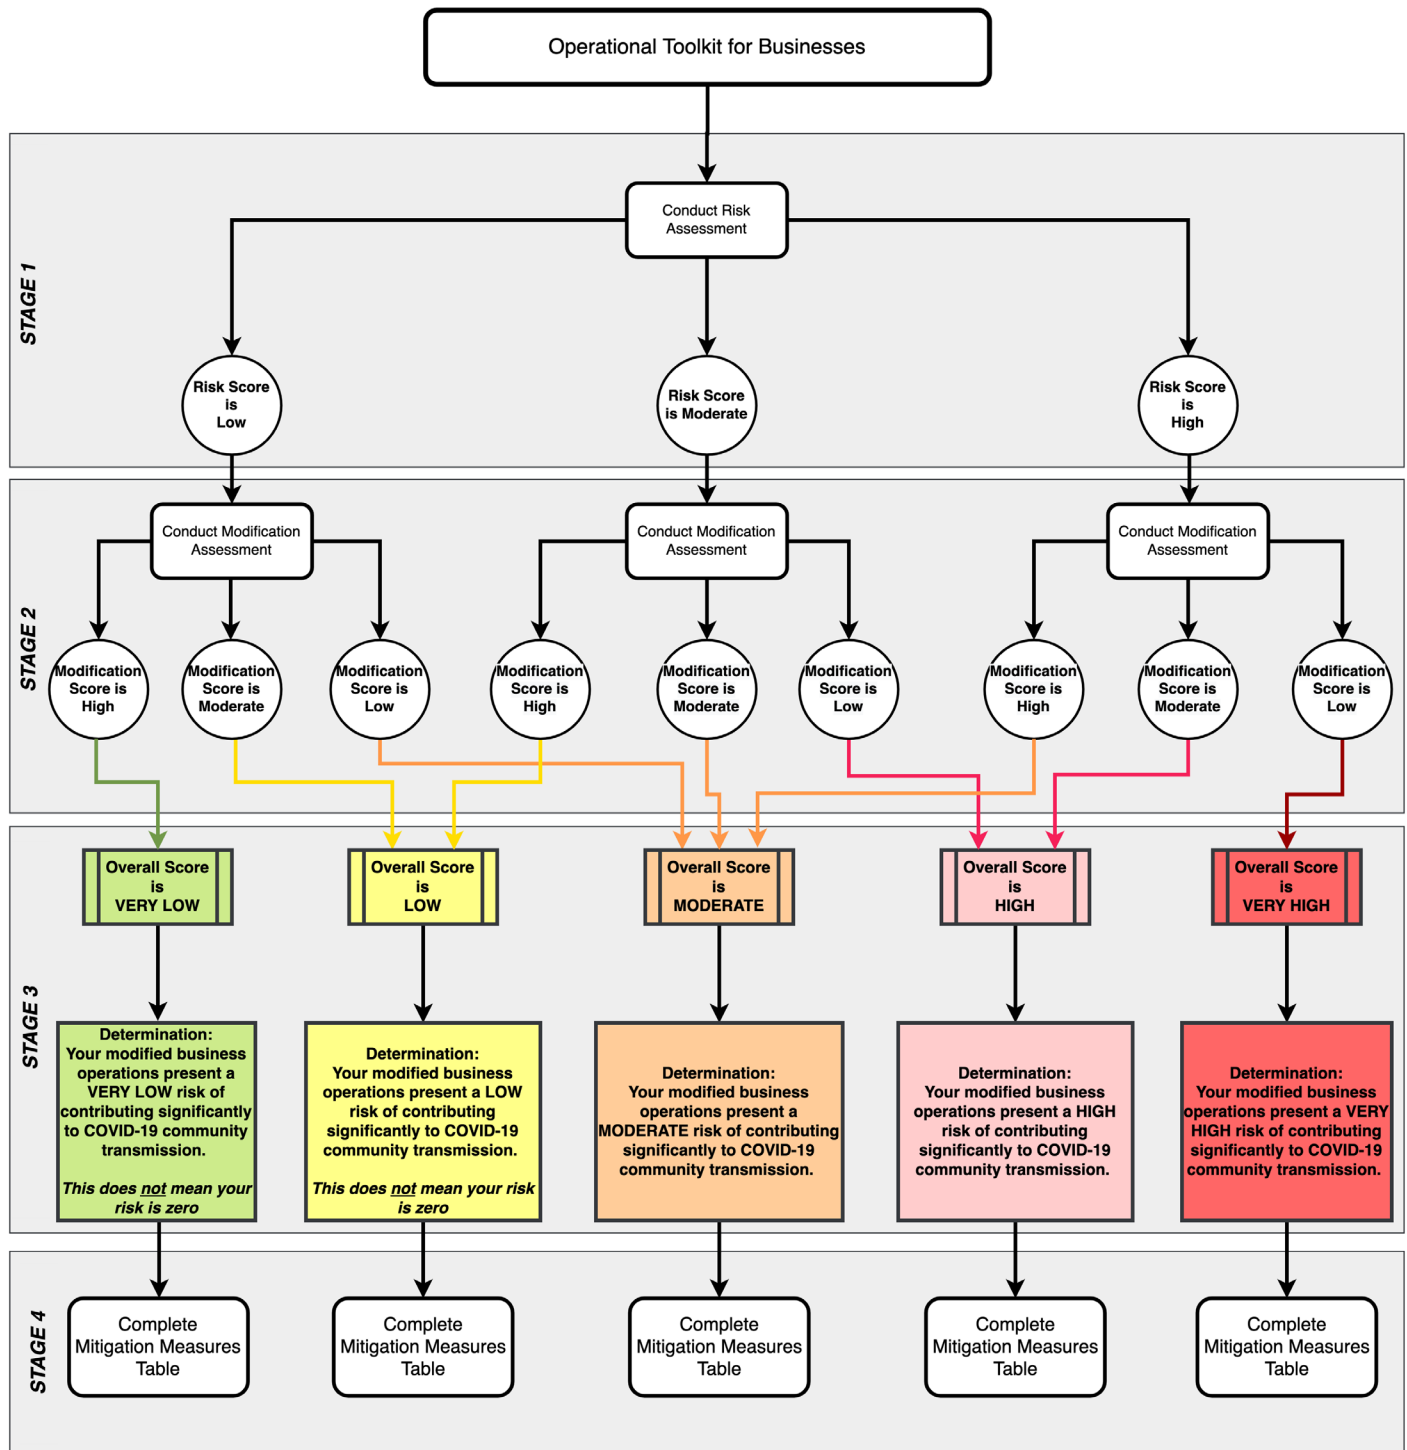 Operational Toolkit for Businesses
STAGE 1
Conduct Risk
Assessment
Risk Score
is
Low
Risk Score
is Moderate
Risk Score
is
High
STAGE 2
Conduct Modification
Assessment
Conduct Modification
Assessment
Conduct Modification
Assessment
Modification
Score is
High
Modification
Score is
Moderate
Modification
Score is
Low
Modification
Score is
High
Modification
Score is
Moderate
Modification
Score is
Low
Modification
Score is
High
Modification
Score is
Moderate
Modification
Score is
Low
STAGE 3
Overall Score
is
VERY LOW
Overall Score
is
LOW
Overall Score
is
MODERATE
Overall Score
is
HIGH
Overall Score
is
VERY HIGH
Determination:
Your modified business
operations present a
VERY LOW risk of
contributing significantly
to COVID-19 community
transmission.
This does not mean your
risk is zero
Determination:
Your modified business
operations present a LOW
risk of contributing
significantly to COVID-19
community transmission.
This does not mean your risk
is zero
Determination:
Your modified business
operations present a
MODERATE risk of contributing
significantly to COVID-19
community transmission.
Determination:
Your modified business
operations present a HIGH
risk of contributing
significantly to COVID-19
community transmission.
Determination:
Your modified business
operations present a VERY
HIGH risk of contributing
significantly to COVID-19
community transmission.
STAGE 4
Complete
Mitigation Measures
Table
Complete
Mitigation Measures
Table
Complete
Mitigation Measures
Table
Complete
Mitigation Measures
Table
Complete
Mitigation Measures
Table